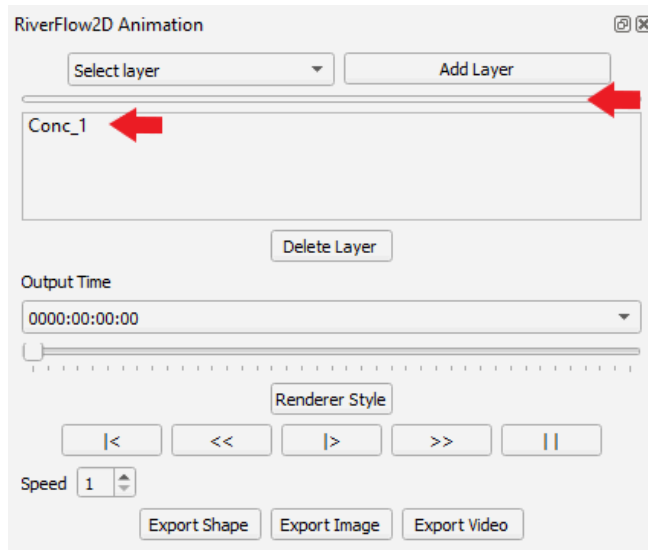 RiverFlow2D Animation
Select layer Add Layer
Conc_1
Delete Layer
Output Time
0000:00:00:00
Renderer Style
|< << |> >> ||
Speed 1
Export Shape Export Image Export Video